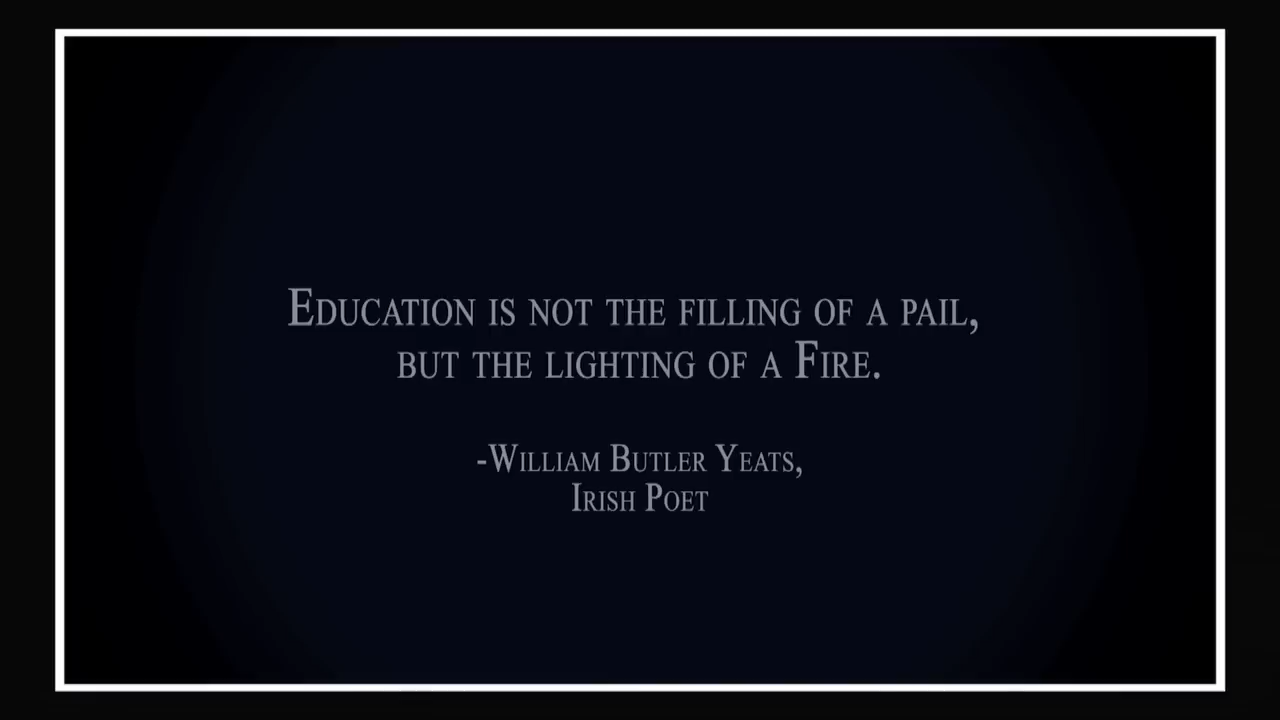 Education is not the filling of a pail,
but the lighting of a Fire.
-William Butler Yeats,
Irish Poet